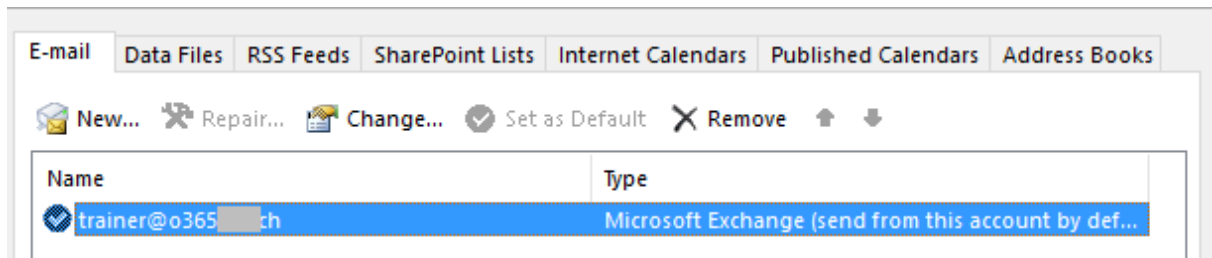 E-mail Data Files RSS Feeds SharePoint Lists Internet Calendars Published Calendars Address Books
New... Repair... Change... Set as Default Remove
Name Type
trainer@o365 ch Microsoft Exchange (send from this account by def...